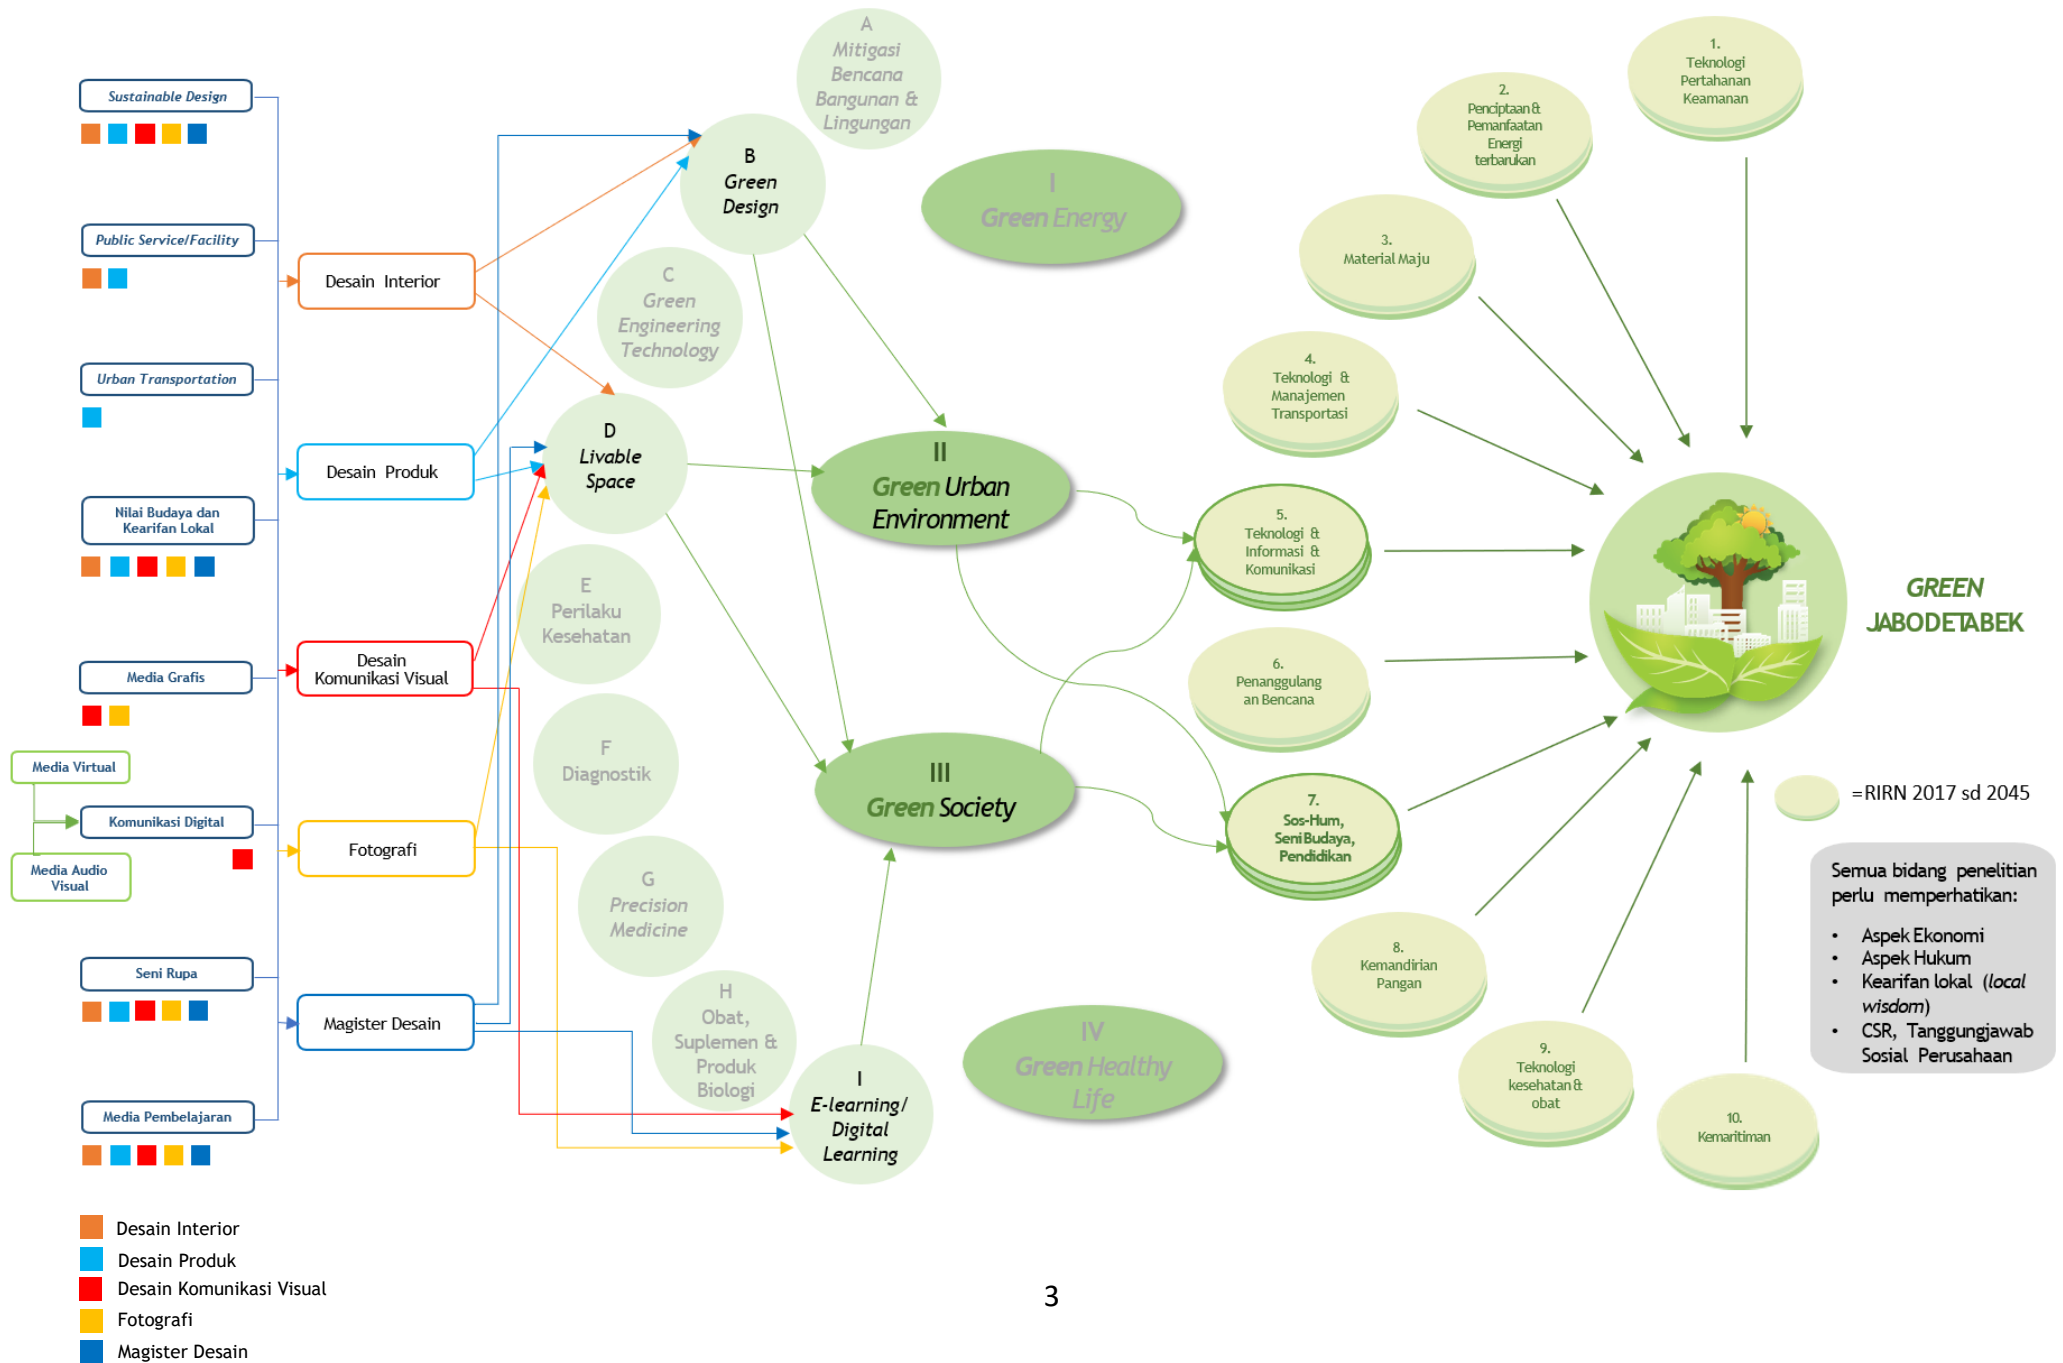 Sustainable Design
Public Service/Facility
Urban Transportation
Nilai Budaya dan
Kearifan Lokal
Media Grafis
Media Virtual
Komunikasi Digital
Media Audio
Visual
Seni Rupa
Media Pembelajaran
Desain Interior
Desain Produk
Desain
Komunikasi Visual
Fotografi
Magister Desain
A
Mitigasi
Bencana
Bangunan &
Lingungan
B
Green
Design
C
Green
Engineering
Technology
D
Livable
Space
E
Perilaku
Kesehatan
F
Diagnostik
G
Precision
Medicine
H
Obat,
Suplemen &
Produk
Biologi
I
E-learning/
Digital
Learning
I
Green Energy
II
Green Urban
Environment
III
Green Society
IV
Green Healthy
Life
1.
Teknologi
Pertahanan
Keamanan
2.
Penciptaan &
Pemanfaatan
Energi
terbarukan
3.
Material Maju
4.
Teknologi &
Manajemen
Transportasi
5.
Teknologi &
Informasi &
Komunikasi
6.
Penanggulang
an Bencana
7.
Sos-Hum,
Seni Budaya,
Pendidikan
8.
Kemandirian
Pangan
9.
Teknologi
kesehatan &
obat
10.
Kemaritiman
GREEN
JABODETABEK
=RIRN 2017 sd 2045
Semua bidang penelitian
perlu memperhatikan:
• Aspek Ekonomi
• Aspek Hukum
• Kearifan lokal (local
wisdom)
• CSR, Tanggungjawab
Sosial Perusahaan
Desain Interior
Desain Produk
Desain Komunikasi Visual
Fotografi
Magister Desain
3